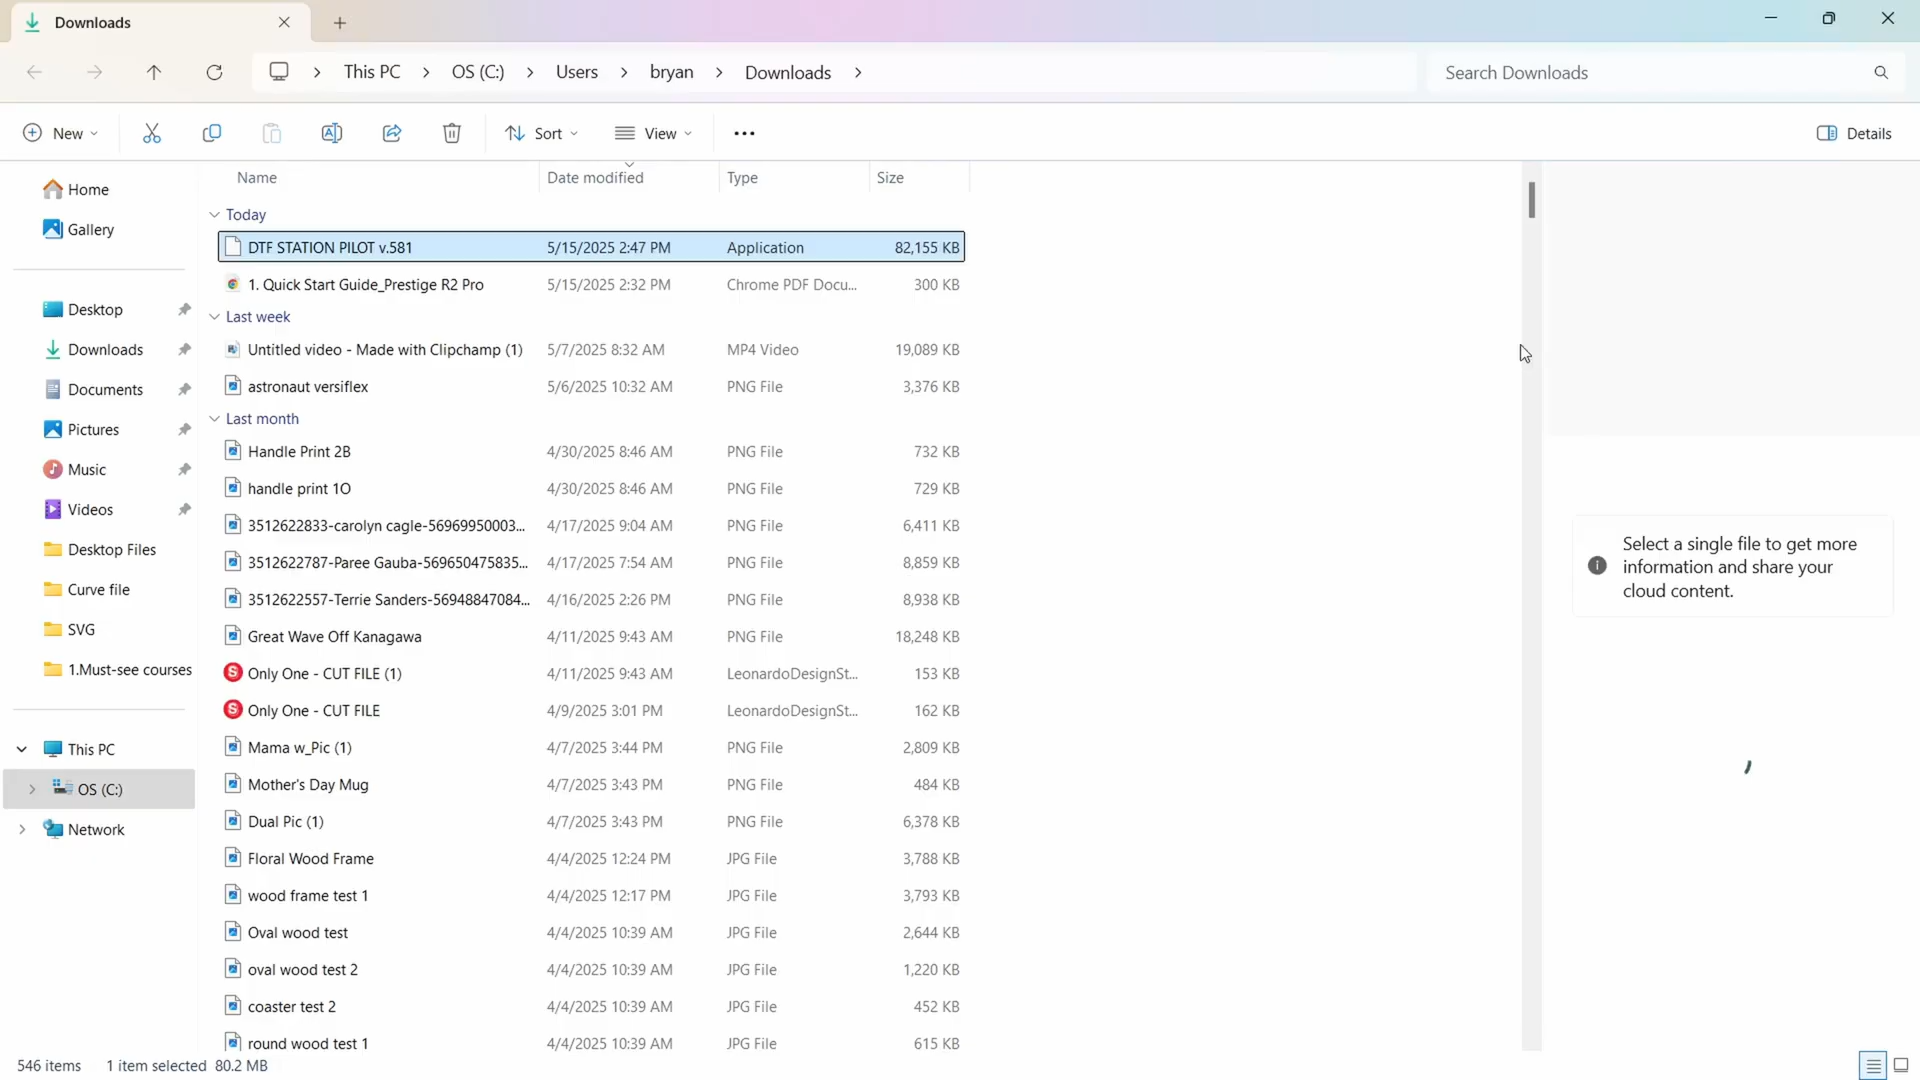 Downloads
This PC > OS (C:) > Users > bryan > Downloads >
Search Downloads
New
Sort
View
Details
Home
Gallery
Desktop
Downloads
Documents
Pictures
Music
Videos
Desktop Files
Curve file
SVG
1.Must-see courses
This PC
OS (C:)
Network
Name Date modified Type Size
Today
DTF STATION PILOT v.581 5/15/2025 2:47 PM Application 82,155 KB
1. Quick Start Guide_Prestige R2 Pro 5/15/2025 2:32 PM Chrome PDF Docu... 300 KB
Last week
Untitled video - Made with Clipchamp (1) 5/7/2025 8:32 AM MP4 Video 19,089 KB
astronaut versiflex 5/6/2025 10:32 AM PNG File 3,376 KB
Last month
Handle Print 2B 4/30/2025 8:46 AM PNG File 732 KB
handle print 1O 4/30/2025 8:46 AM PNG File 729 KB
3512622833-carolyn cagle-56969950003... 4/17/2025 9:04 AM PNG File 6,411 KB
3512622787-Paree Gauba-569650475835... 4/17/2025 7:54 AM PNG File 8,859 KB
3512622557-Terrie Sanders-56948847084... 4/16/2025 2:26 PM PNG File 8,938 KB
Great Wave Off Kanagawa 4/11/2025 9:43 AM PNG File 18,248 KB
Only One - CUT FILE (1) 4/11/2025 9:43 AM LeonardoDesignSt... 153 KB
Only One - CUT FILE 4/9/2025 3:01 PM LeonardoDesignSt... 162 KB
Mama w_Pic (1) 4/7/2025 3:44 PM PNG File 2,809 KB
Mother's Day Mug 4/7/2025 3:43 PM PNG File 484 KB
Dual Pic (1) 4/7/2025 3:43 PM PNG File 6,378 KB
Floral Wood Frame 4/4/2025 12:24 PM JPG File 3,788 KB
wood frame test 1 4/4/2025 12:17 PM JPG File 3,793 KB
Oval wood test 4/4/2025 10:39 AM JPG File 2,644 KB
oval wood test 2 4/4/2025 10:39 AM JPG File 1,220 KB
coaster test 2 4/4/2025 10:39 AM JPG File 452 KB
round wood test 1 4/4/2025 10:39 AM JPG File 615 KB
Select a single file to get more
information and share your
cloud content.
546 items 1 item selected 80.2 MB